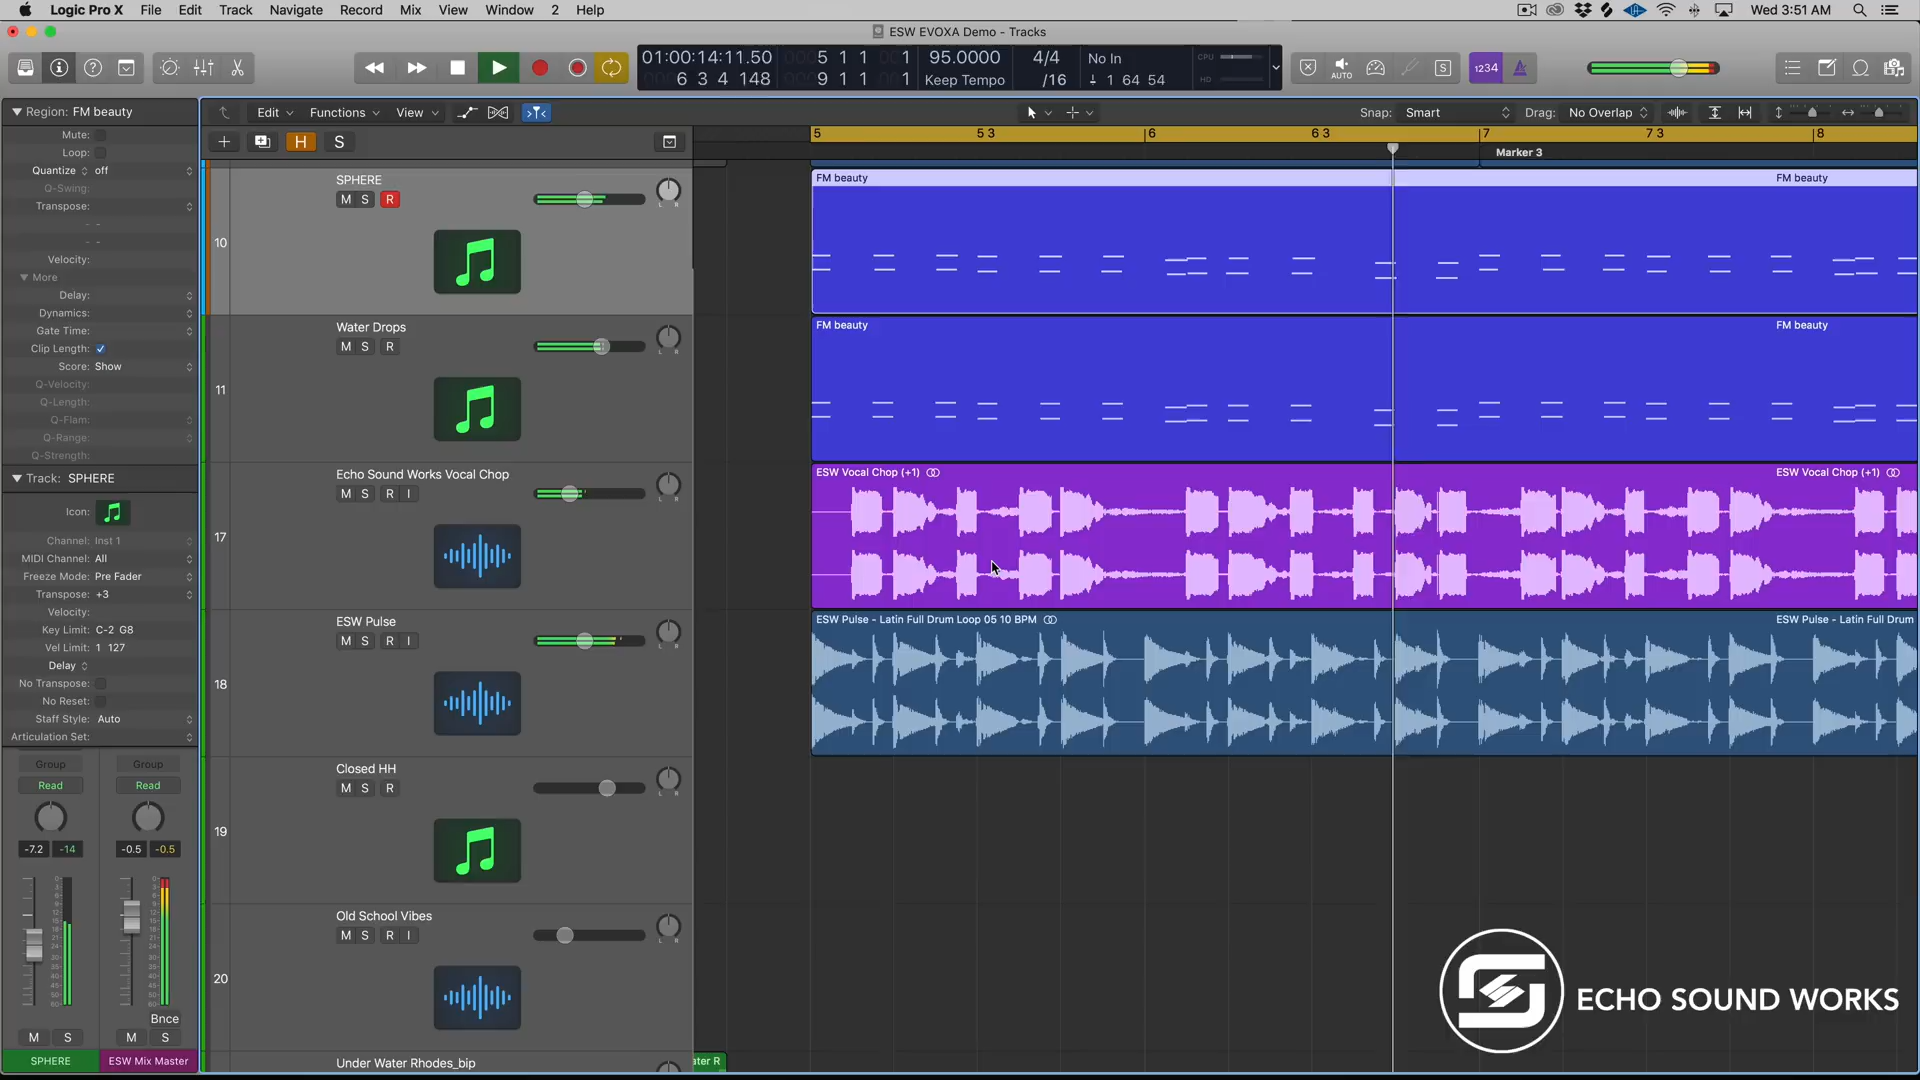 Logic Pro X File Edit Track Navigate Record Mix View Window 2 Help Wed 3:51 AM
ESW EVOXA Demo - Tracks
01:00:14:11.50 5 1 1 1 95.0000 4/4 No In CPU
6 3 4 148 9 1 1 1 Keep Tempo /16 1 64 54 HD
AUTO S 1234
Region: FM beauty Edit Functions View Snap: Smart Drag: No Overlap
Mute: H S 5 5 3 6 6 3 7 7 3 8
Loop: Marker 3
Quantize off
Q-Swing:
Transpose:
Velocity:
More
Delay:
Dynamics:
Gate Time:
Clip Length:
Score: Show
Q-Velocity:
Q-Length:
Q-Flam:
Q-Range:
Q-Strength:
Track: SPHERE
Icon:
Channel: Inst 1
MIDI Channel: All
Freeze Mode: Pre Fader
Transpose: +3
Velocity:
Key Limit: C-2 G8
Vel Limit: 1 127
Delay
No Transpose:
No Reset:
Staff Style: Auto
Articulation Set:
Group Group
Read Read
-7.2 -14 -0.5 -0.5
Bnce
M S M S
SPHERE ESW Mix Master
10 SPHERE
M S R L R
FM beauty FM beauty
11 Water Drops
M S R L R
FM beauty FM beauty
17 Echo Sound Works Vocal Chop
M S R I L R
ESW Vocal Chop (+1) ESW Vocal Chop (+1)
18 ESW Pulse
M S R I L R
ESW Pulse - Latin Full Drum Loop 05 10 BPM ESW Pulse - Latin Full Drum
19 Closed HH
M S R L R
20 Old School Vibes
M S R I L R
Under Water Rhodes_bip ater R
ECHO SOUND WORKS